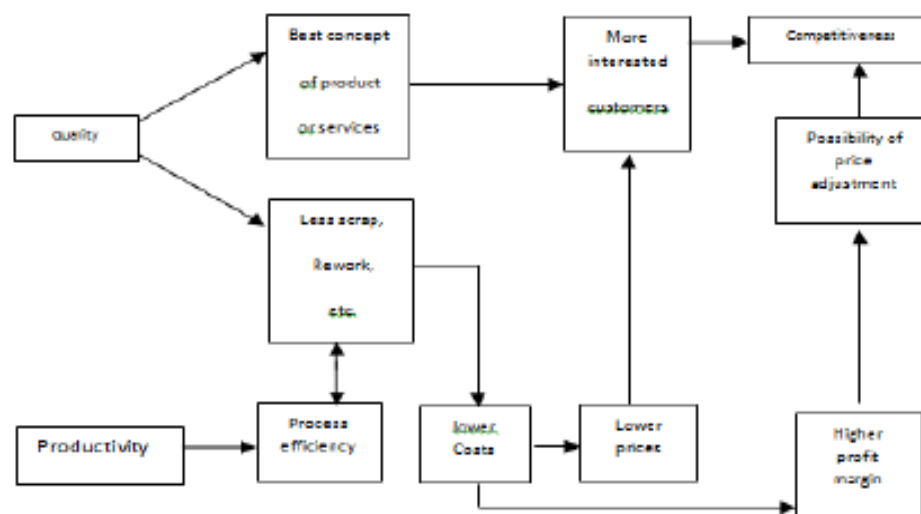 Best concept
of product
or services
More
interested
customers
Competitiveness
Quality
Possibility of
price
adjustment
Less scrap,
Rework,
etc.
Productivity
Process
efficiency
lower
Costs
Lower
prices
Higher
profit
margin